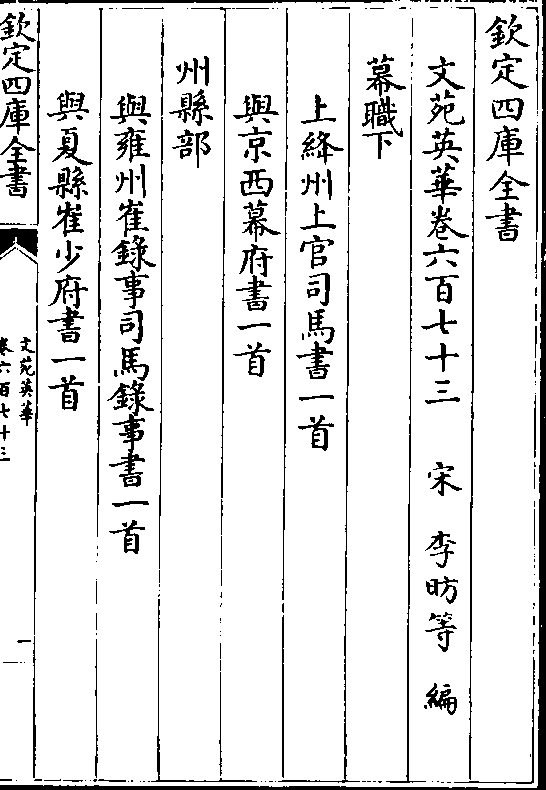 欽定四庫全書
文苑英華卷六百七十三　宋　李昉等　編
幕職下
上絳州上官司馬書一首
與京西幕府書一首
州縣部
與雍州崔錄事司馬錄事書一首
與夏縣崔少府書一首
欽定四庫全書
文苑英華
卷六百七十三
一